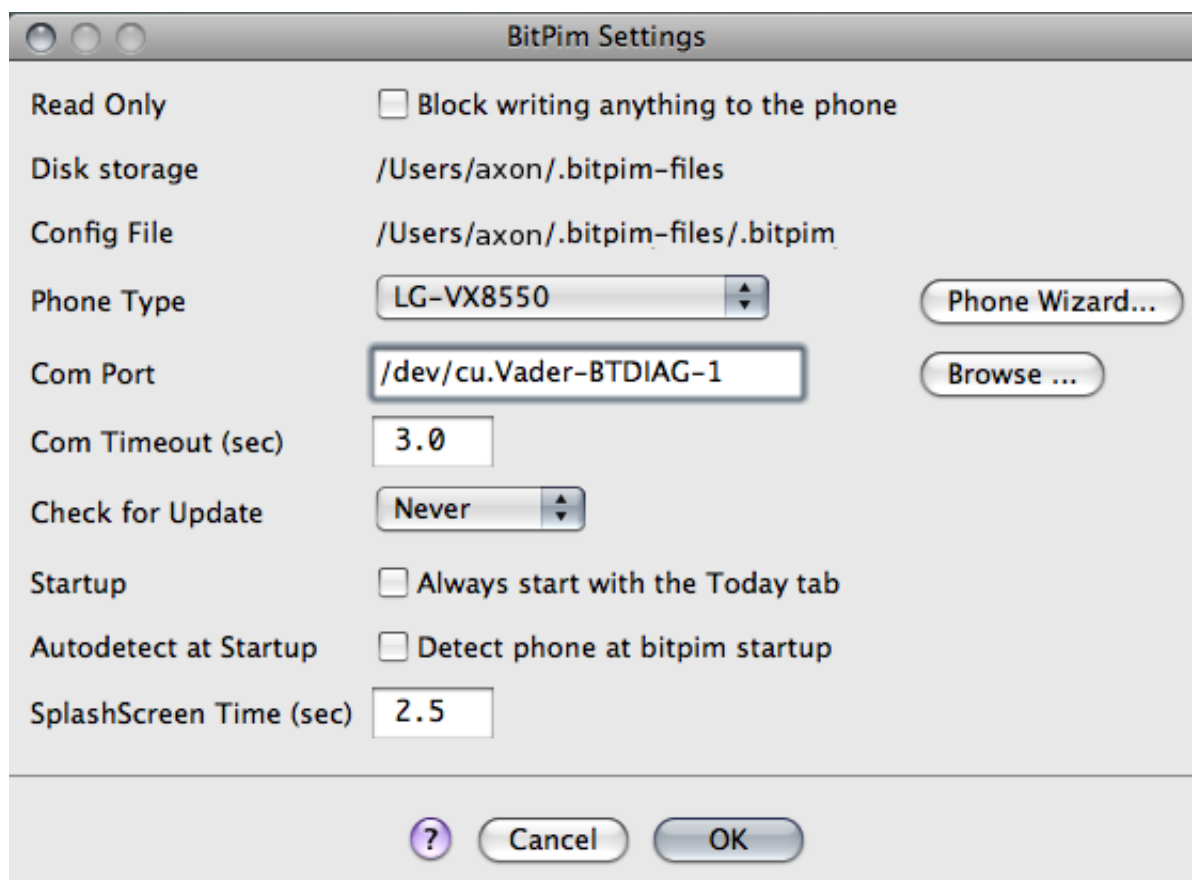 BitPim Settings
Read Only Block writing anything to the phone
Disk storage /Users/axon/.bitpim-files
Config File /Users/axon/.bitpim-files/.bitpim
Phone Type LG-VX8550 Phone Wizard...
Com Port /dev/cu.Vader-BTDIAG-1 Browse ...
Com Timeout (sec) 3.0
Check for Update Never
Startup Always start with the Today tab
Autodetect at Startup Detect phone at bitpim startup
SplashScreen Time (sec) 2.5
? Cancel OK